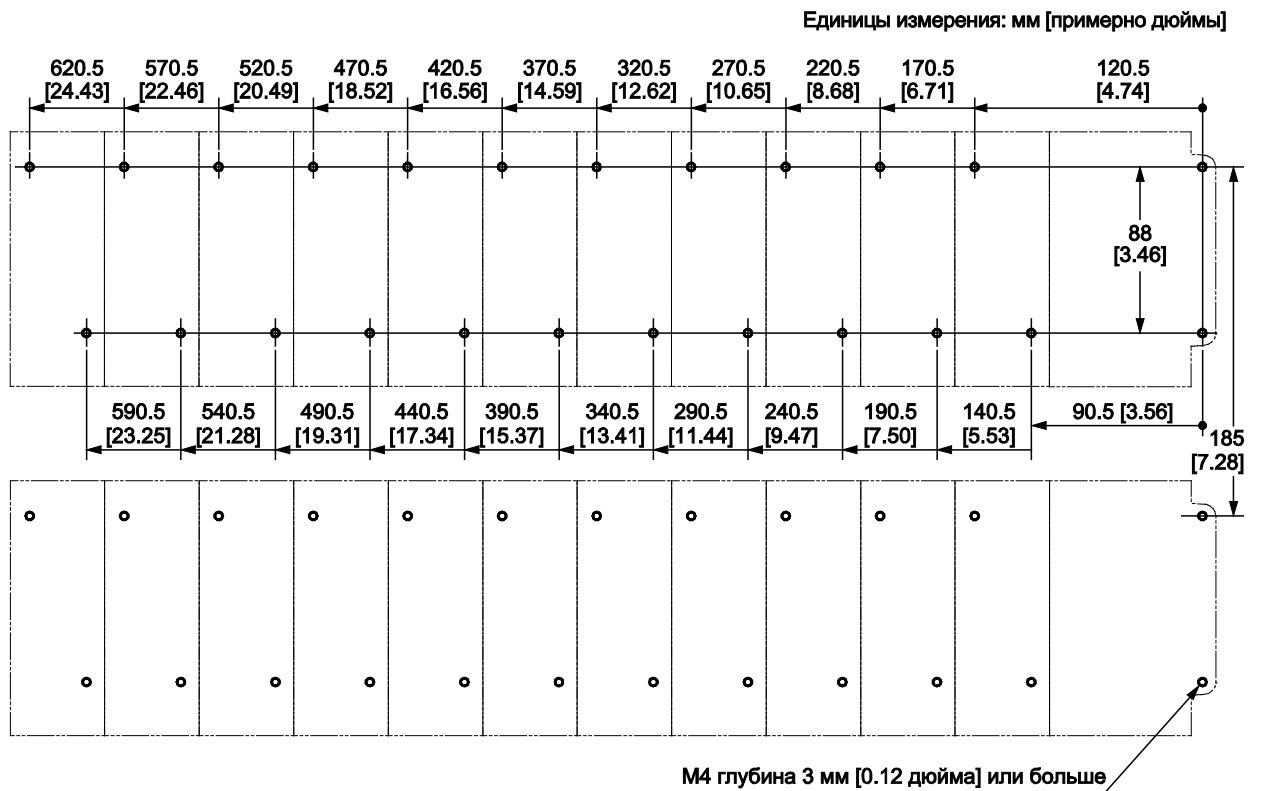 Единицы измерения: мм [примерно дюймы]
620.5 570.5 520.5 470.5 420.5 370.5 320.5 270.5 220.5 170.5 120.5
[24.43] [22.46] [20.49] [18.52] [16.56] [14.59] [12.62] [10.65] [8.68] [6.71] [4.74]
88
[3.46]
590.5 540.5 490.5 440.5 390.5 340.5 290.5 240.5 190.5 140.5 90.5 [3.56]
[23.25] [21.28] [19.31] [17.34] [15.37] [13.41] [11.44] [9.47] [7.50] [5.53]
185
[7.28]
M4 глубина 3 мм [0.12 дюйма] или больше